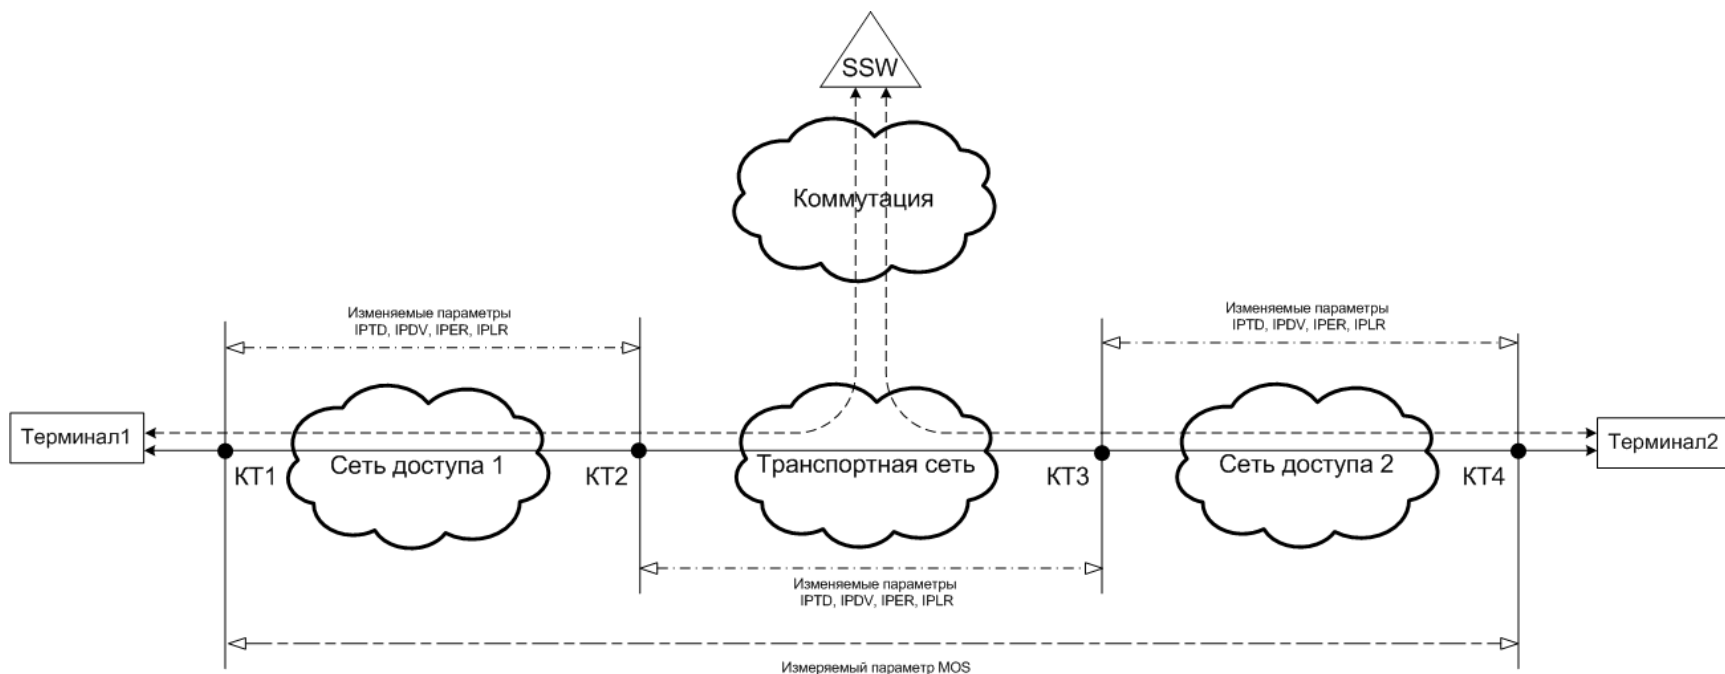 SSW
Коммутация
Изменяемые параметры
IPTD, IPDV, IPER, IPLR
Изменяемые параметры
IPTD, IPDV, IPER, IPLR
Терминал1
КТ1
Сеть доступа 1
КТ2
Транспортная сеть
КТ3
Сеть доступа 2
КТ4
Терминал2
Изменяемые параметры
IPTD, IPDV, IPER, IPLR
Измеряемый параметр MOS